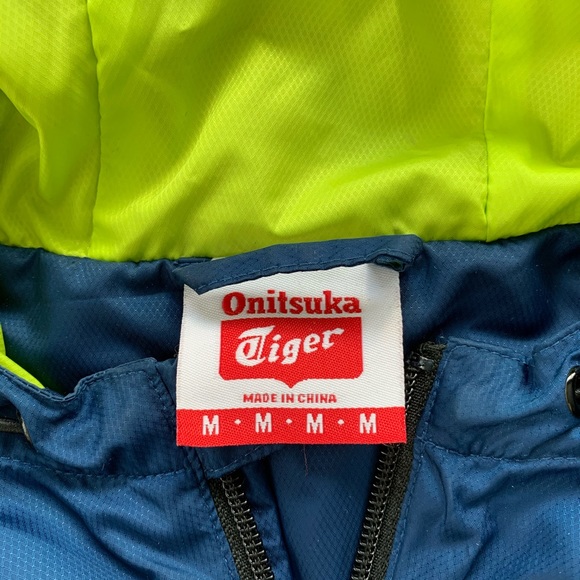 Onitsuka
Tiger
MADE IN CHINA
M · M · M · M